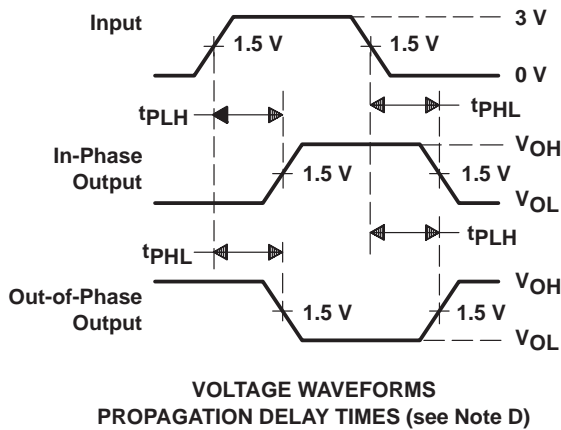 Input
1.5 V
1.5 V
3 V
0 V
tPLH
tPHL
In-Phase
Output
1.5 V
1.5 V
VOH
VOL
tPHL
tPLH
Out-of-Phase
Output
1.5 V
1.5 V
VOH
VOL
VOLTAGE WAVEFORMS
PROPAGATION DELAY TIMES (see Note D)